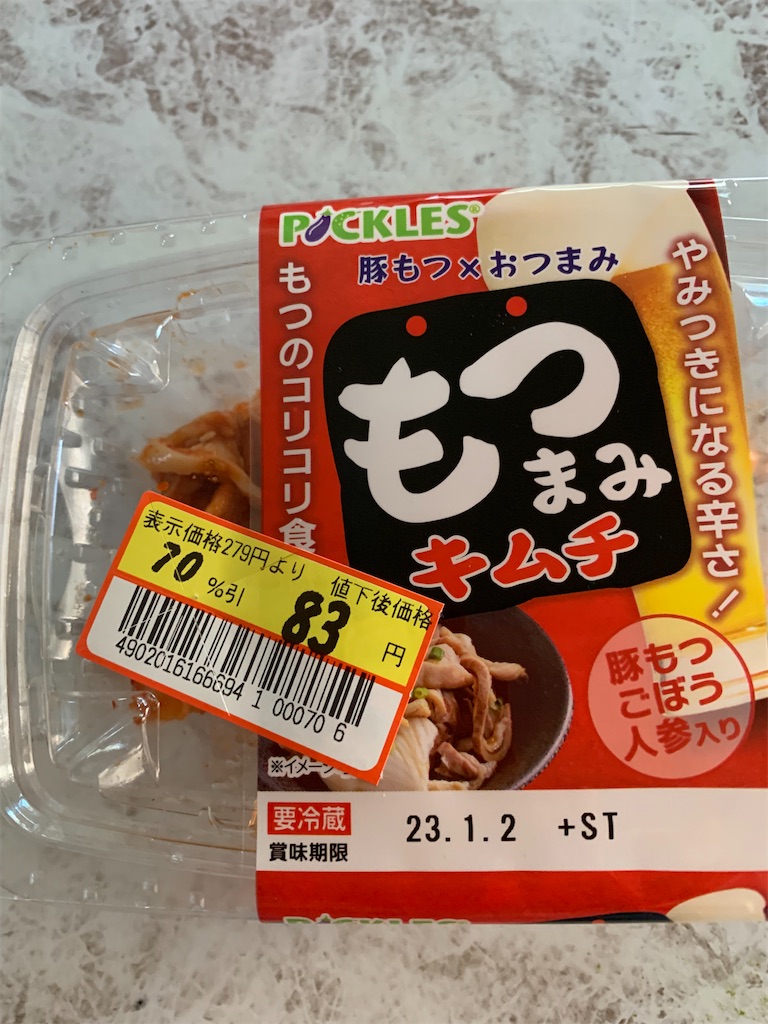 PICKLES®
豚もつ×おつまみ
もつのコリコリ食
やみつきになる辛さ！
もつ
まみ
キムチ
表示価格279円より 値下後価格
70 %引 83 円
4902016166694 1 00070 6
豚もつ
ごぼう
人参入り
※イメージ
要冷蔵
賞味期限
23.1.2 +ST
PICKLES